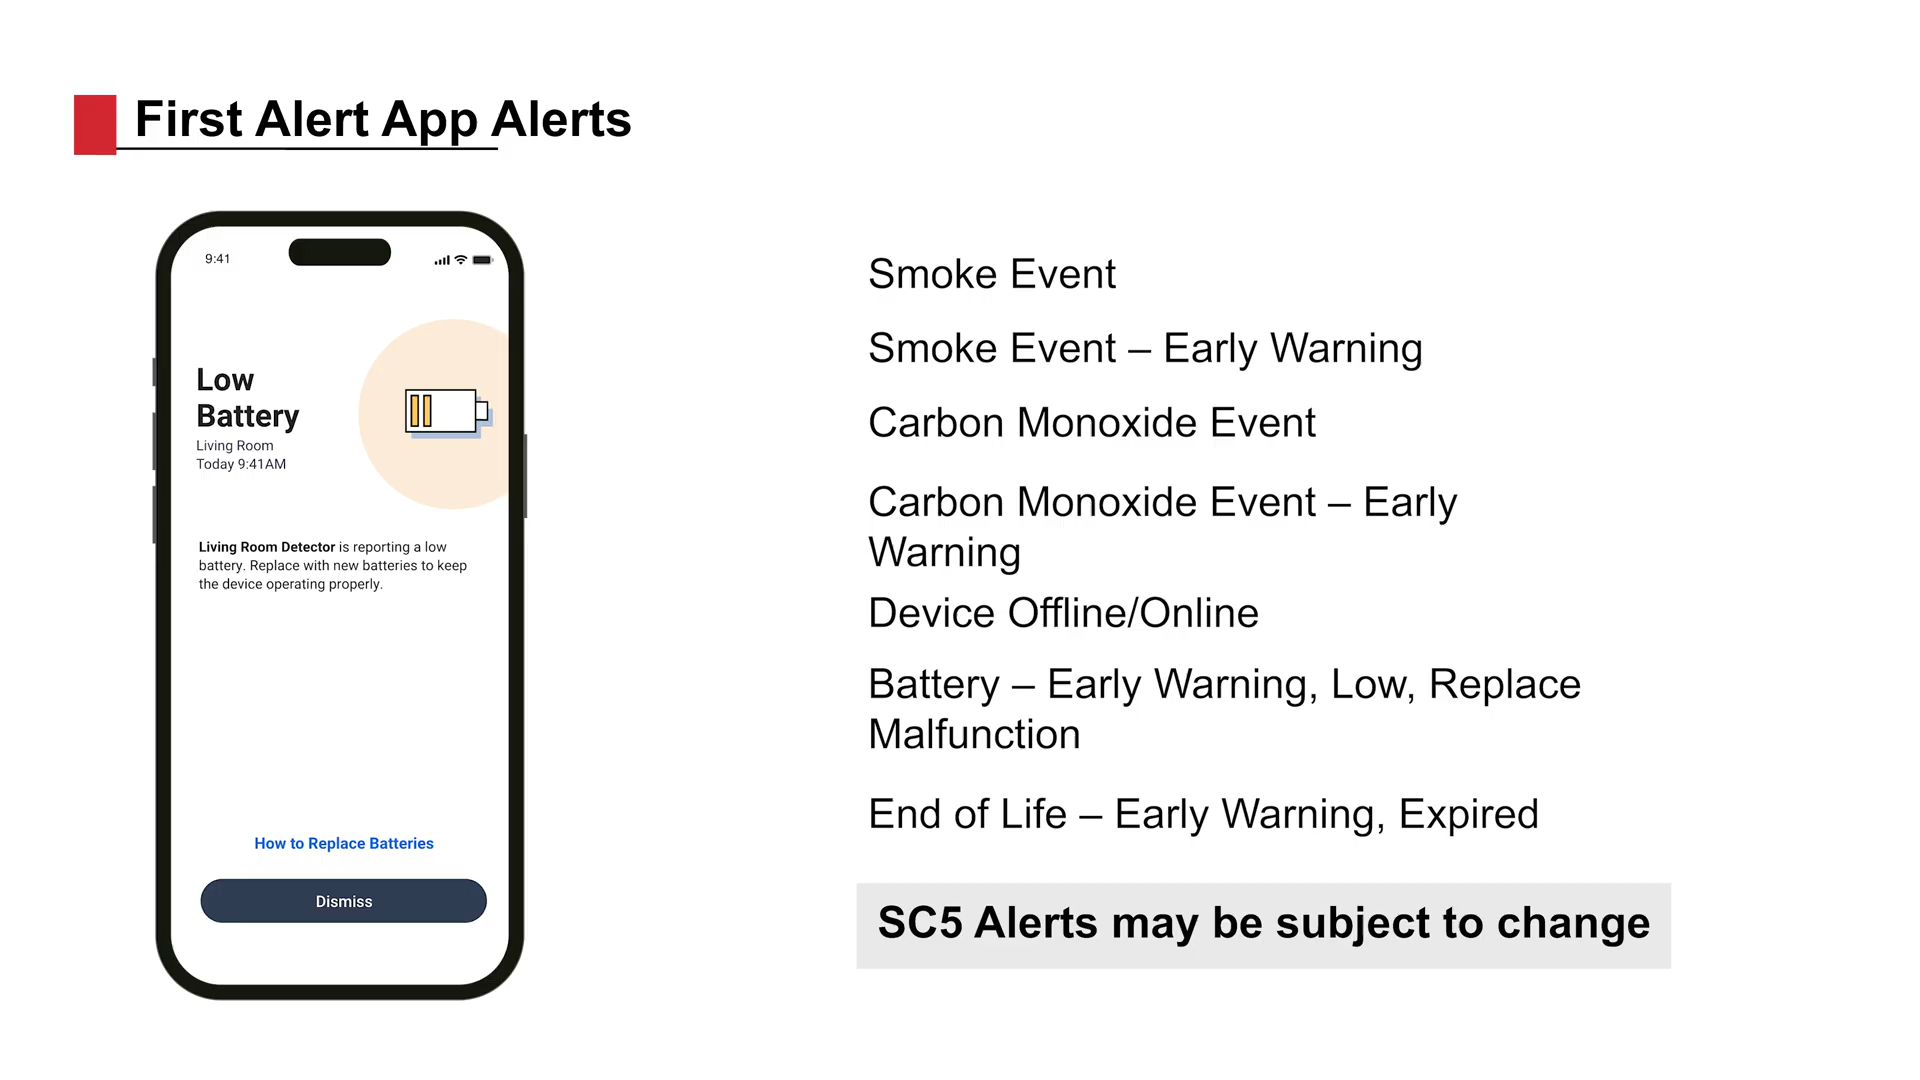 First Alert App Alerts
9:41
Low
Battery
Living Room
Today 9:41AM
Living Room Detector is reporting a low
battery. Replace with new batteries to keep
the device operating properly.
How to Replace Batteries
Dismiss
Smoke Event
Smoke Event – Early Warning
Carbon Monoxide Event
Carbon Monoxide Event – Early
Warning
Device Offline/Online
Battery – Early Warning, Low, Replace
Malfunction
End of Life – Early Warning, Expired
SC5 Alerts may be subject to change